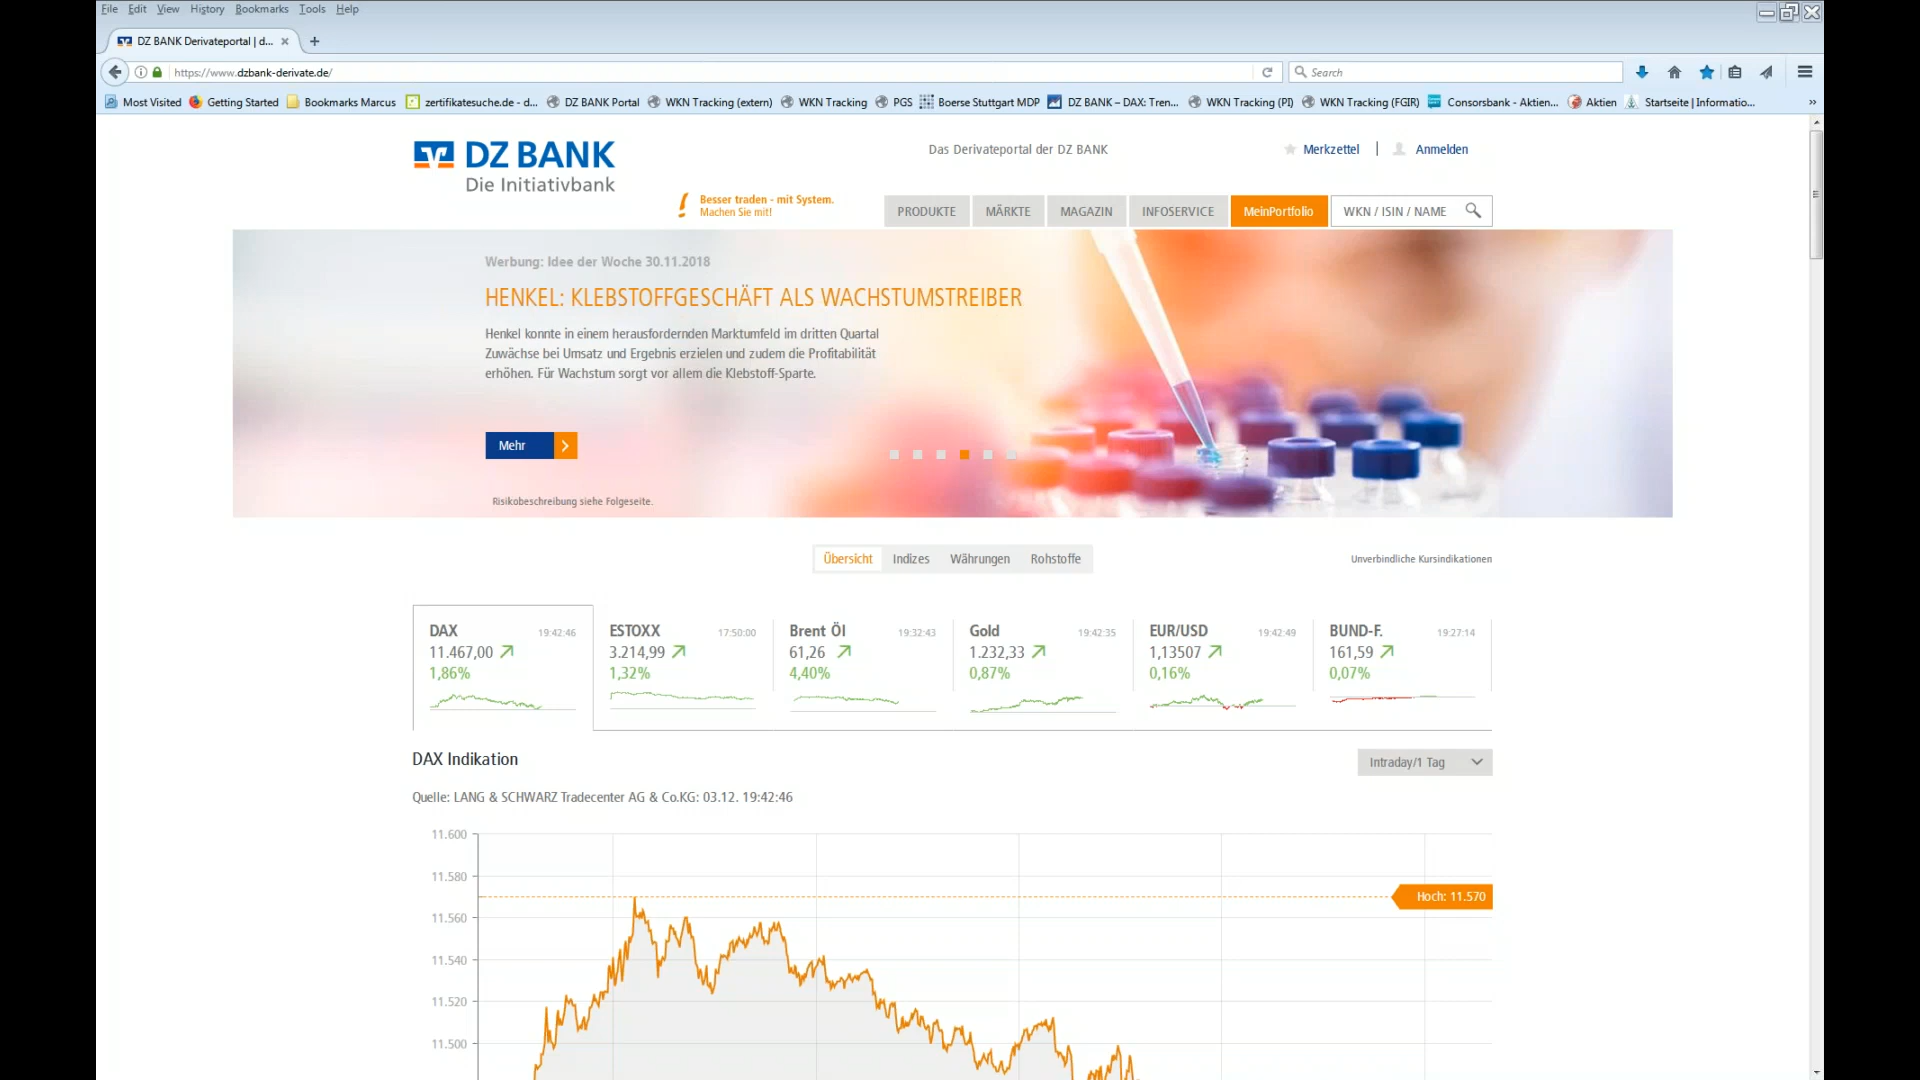 File Edit View History Bookmarks Tools Help
DZ BANK Derivateportal | d...
https://www.dzbank-derivate.de/
Search
Most Visited Getting Started Bookmarks Marcus zertifikatesuche.de - d... DZ BANK Portal WKN Tracking (extern) WKN Tracking PGS Boerse Stuttgart MDP DZ BANK – DAX: Tren... WKN Tracking (PI) WKN Tracking (FGIR) Consorsbank - Aktien... Aktien Startseite | Informatio...
DZ BANK
Die Initiativbank
Das Derivateportal der DZ BANK
Merkzettel | Anmelden
Besser traden - mit System.
Machen Sie mit!
PRODUKTE MÄRKTE MAGAZIN INFOSERVICE MeinPortfolio WKN / ISIN / NAME
Werbung: Idee der Woche 30.11.2018
HENKEL: KLEBSTOFFGESCHÄFT ALS WACHSTUMSTREIBER
Henkel konnte in einem herausfordernden Marktumfeld im dritten Quartal
Zuwächse bei Umsatz und Ergebnis erzielen und zudem die Profitabilität
erhöhen. Für Wachstum sorgt vor allem die Klebstoff-Sparte.
Mehr
Risikobeschreibung siehe Folgeseite.
Übersicht Indizes Währungen Rohstoffe
Unverbindliche Kursindikationen
DAX 19:42:46
11.467,00
1,86%
ESTOXX 17:50:00
3.214,99
1,32%
Brent Öl 19:32:43
61,26
4,40%
Gold 19:42:35
1.232,33
0,87%
EUR/USD 19:42:49
1,13507
0,16%
BUND-F. 19:27:14
161,59
0,07%
DAX Indikation
Intraday/1 Tag
Quelle: LANG & SCHWARZ Tradecenter AG & Co.KG: 03.12. 19:42:46
11.600
11.580
Hoch: 11.570
11.560
11.540
11.520
11.500